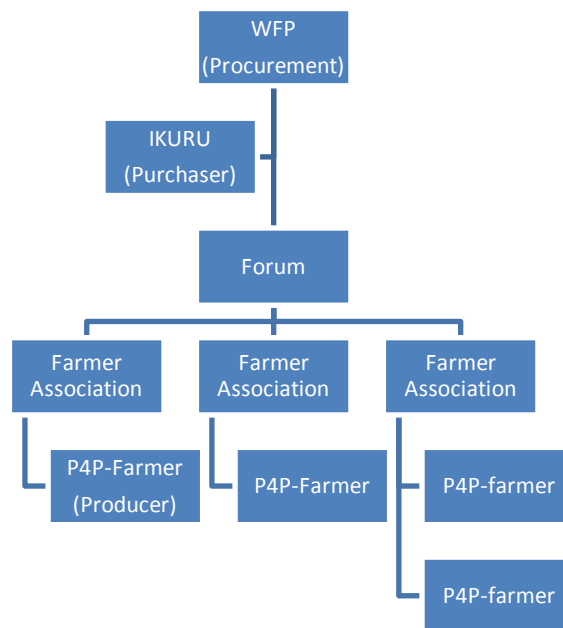 WFP
(Procurement)
IKURU
(Purchaser)
Forum
Farmer
Association
Farmer
Association
Farmer
Association
P4P-Farmer
(Producer)
P4P-Farmer
P4P-farmer
P4P-farmer